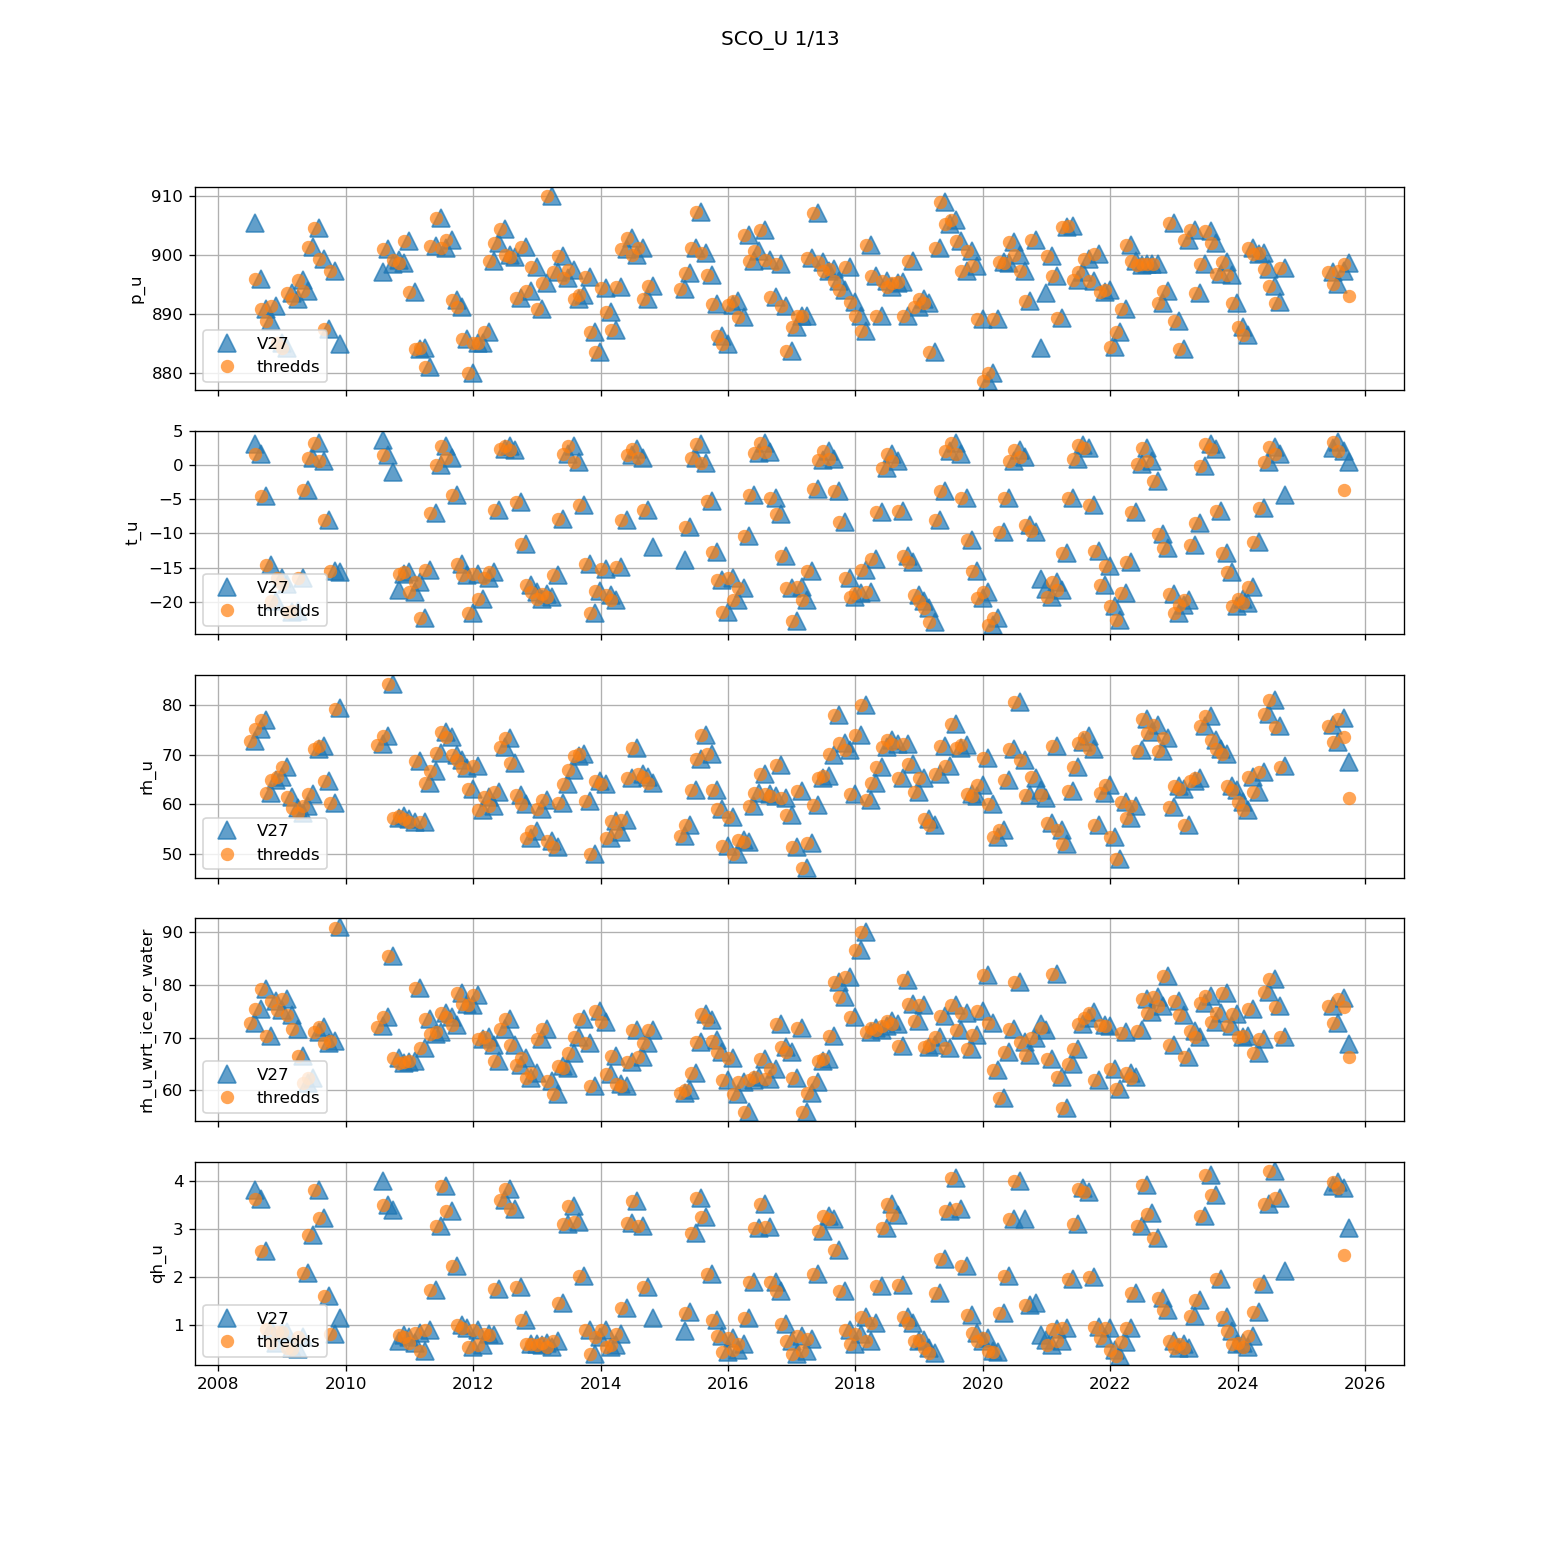 SCO_U 1/13
910
900
890
880
p_u
V27
thredds
5
0
−5
−10
−15
−20
t_u
V27
thredds
80
70
60
50
rh_u
V27
thredds
90
80
70
60
rh_u_wrt_ice_or_water
V27
thredds
4
3
2
1
qh_u
V27
thredds
2008 2010 2012 2014 2016 2018 2020 2022 2024 2026